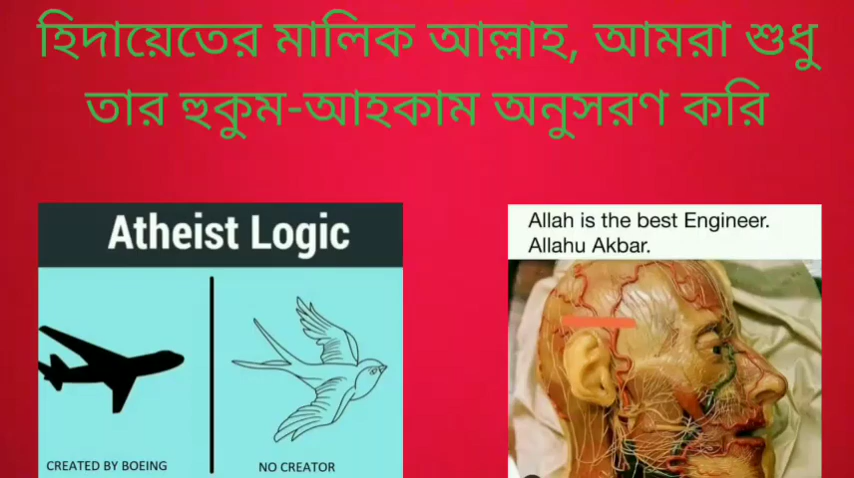 হিদায়েতের মালিক আল্লাহ, আমরা শুধু
তার হুকুম-আহকাম অনুসরণ করি
Atheist Logic
CREATED BY BOEING
NO CREATOR
Allah is the best Engineer.
Allahu Akbar.